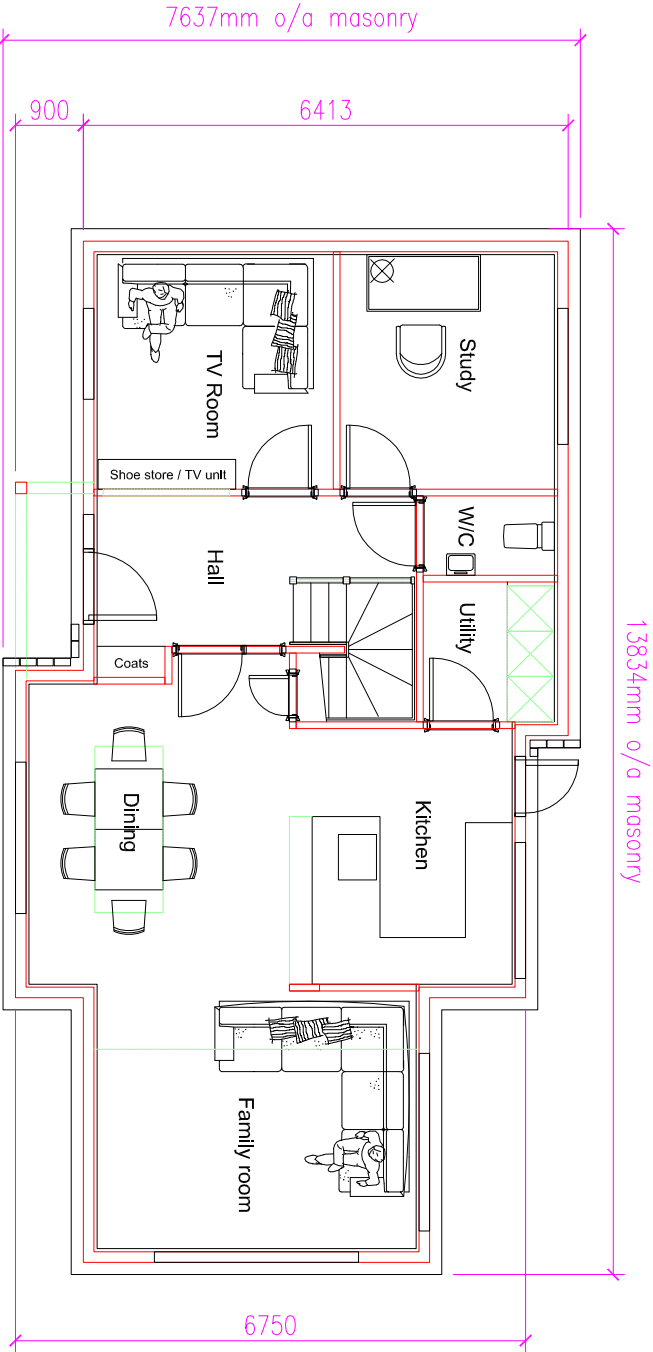 7637mm o/a masonry
900
6413
TV Room
Study
Shoe store / TV unit
W/C
Hall
Utility
Coats
13834mm o/a masonry
Dining
Kitchen
Family room
6750